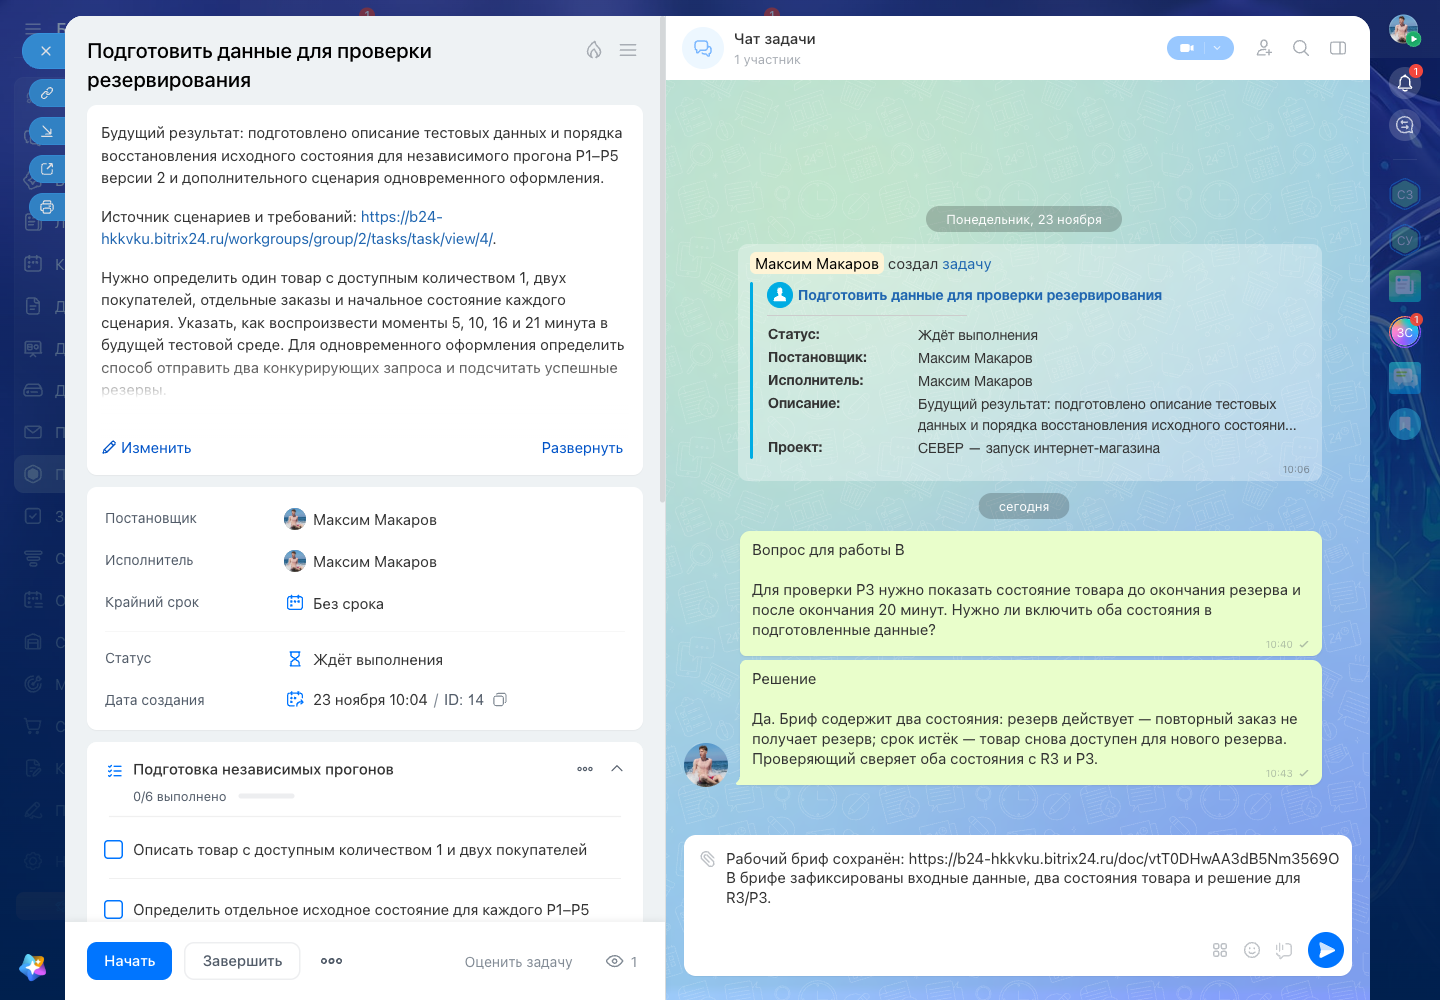 Подготовить данные для проверки
резервирования
Будущий результат: подготовлено описание тестовых данных и порядка
восстановления исходного состояния для независимого прогона P1–P5
версии 2 и дополнительного сценария одновременного оформления.
Источник сценариев и требований: https://b24-
hkkvku.bitrix24.ru/workgroups/group/2/tasks/task/view/4/.
Нужно определить один товар с доступным количеством 1, двух
покупателей, отдельные заказы и начальное состояние каждого
сценария. Указать, как воспроизвести моменты 5, 10, 16 и 21 минута в
будущей тестовой среде. Для одновременного оформления определить
способ отправить два конкурирующих запроса и подсчитать успешные
резервы.
Изменить
Развернуть
Постановщик
Максим Макаров
Исполнитель
Максим Макаров
Крайний срок
Без срока
Статус
Ждёт выполнения
Дата создания
23 ноября 10:04 / ID: 14
Подготовка независимых прогонов
0/6 выполнено
Описать товар с доступным количеством 1 и двух покупателей
Определить отдельное исходное состояние для каждого P1–P5
Начать
Завершить
Оценить задачу
1
Чат задачи
1 участник
Понедельник, 23 ноября
Максим Макаров создал задачу
Подготовить данные для проверки резервирования
Статус: Ждёт выполнения
Постановщик: Максим Макаров
Исполнитель: Максим Макаров
Описание: Будущий результат: подготовлено описание тестовых
данных и порядка восстановления исходного состояни...
Проект: СЕВЕР — запуск интернет-магазина
10:06
сегодня
Вопрос для работы B
Для проверки P3 нужно показать состояние товара до окончания резерва и
после окончания 20 минут. Нужно ли включить оба состояния в
подготовленные данные?
10:40
Решение
Да. Бриф содержит два состояния: резерв действует — повторный заказ не
получает резерв; срок истёк — товар снова доступен для нового резерва.
Проверяющий сверяет оба состояния с R3 и P3.
10:43
Рабочий бриф сохранён: https://b24-hkkvku.bitrix24.ru/doc/vtT0DHwAA3dB5Nm3569O
В брифе зафиксированы входные данные, два состояния товара и решение для
R3/P3.
1
СЗ
СУ
ЗС
1